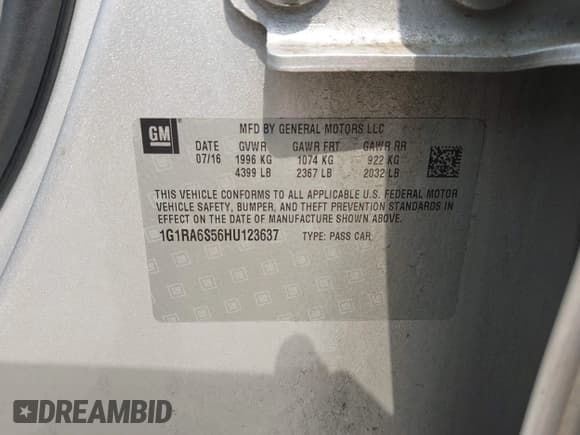 GM
MFD BY GENERAL MOTORS LLC
DATE GVWR GAWR FRT GAWR RR
07/16 1996 KG 1074 KG 922 KG
4399 LB 2367 LB 2032 LB
THIS VEHICLE CONFORMS TO ALL APPLICABLE U.S. FEDERAL MOTOR
VEHICLE SAFETY, BUMPER, AND THEFT PREVENTION STANDARDS IN
EFFECT ON THE DATE OF MANUFACTURE SHOWN ABOVE.
1G1RA6S56HU123637 TYPE: PASS CAR
DREAMBID